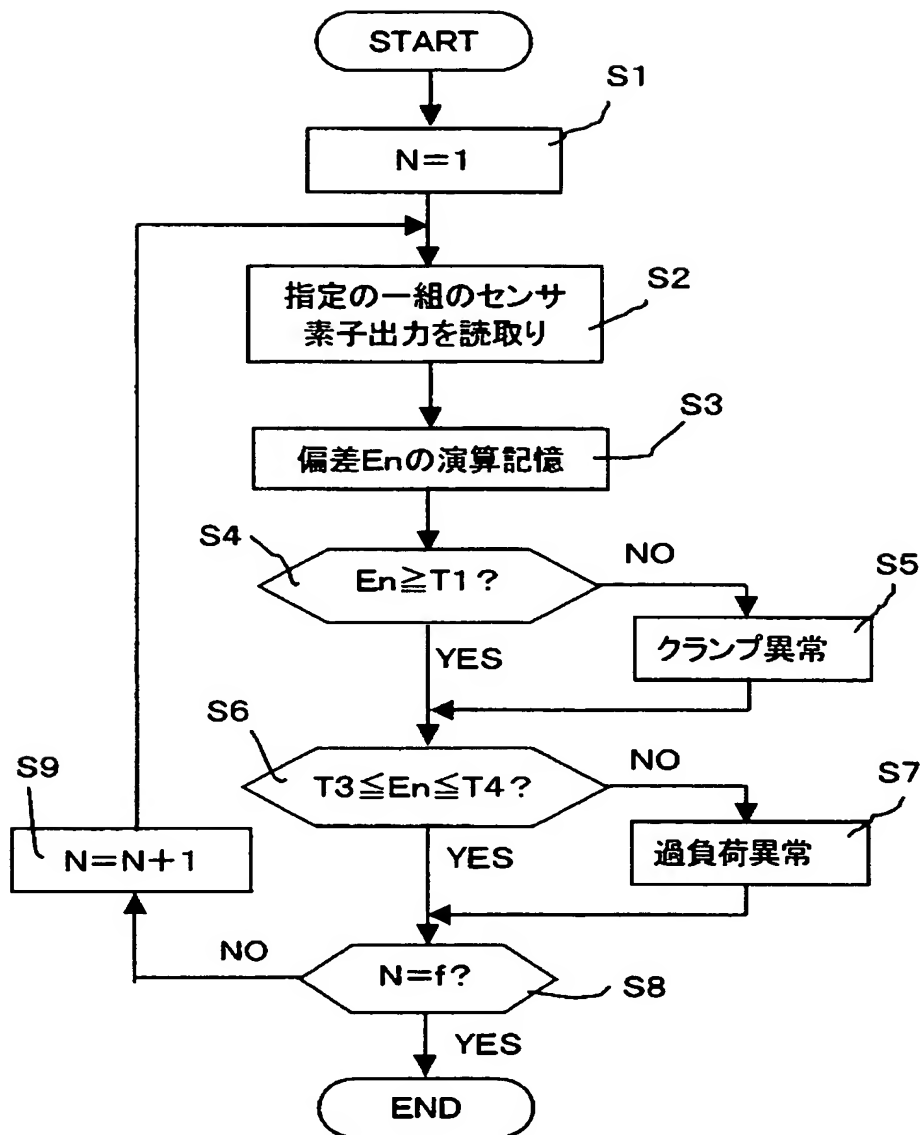 START
S1
N=1
S2
指定の一組のセンサ
素子出力を読取り
S3
偏差Enの演算記憶
S4
En≧T1?
NO
S5
クランプ異常
YES
S6
T3≦En≦T4?
NO
S7
過負荷異常
YES
S9
N=N+1
NO
N=f?
S8
YES
END